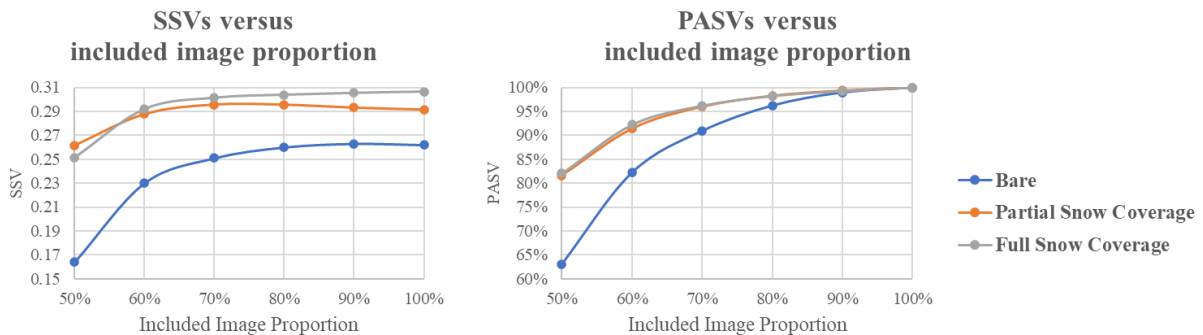 SSVs versus
included image proportion
0.31
0.29
0.27
0.25
0.23
0.21
0.19
0.17
0.15
SSV
50% 60% 70% 80% 90% 100%
Included Image Proportion
PASVs versus
included image proportion
100%
95%
90%
85%
80%
75%
70%
65%
60%
PASV
50% 60% 70% 80% 90% 100%
Included Image Proportion
Bare
Partial Snow Coverage
Full Snow Coverage